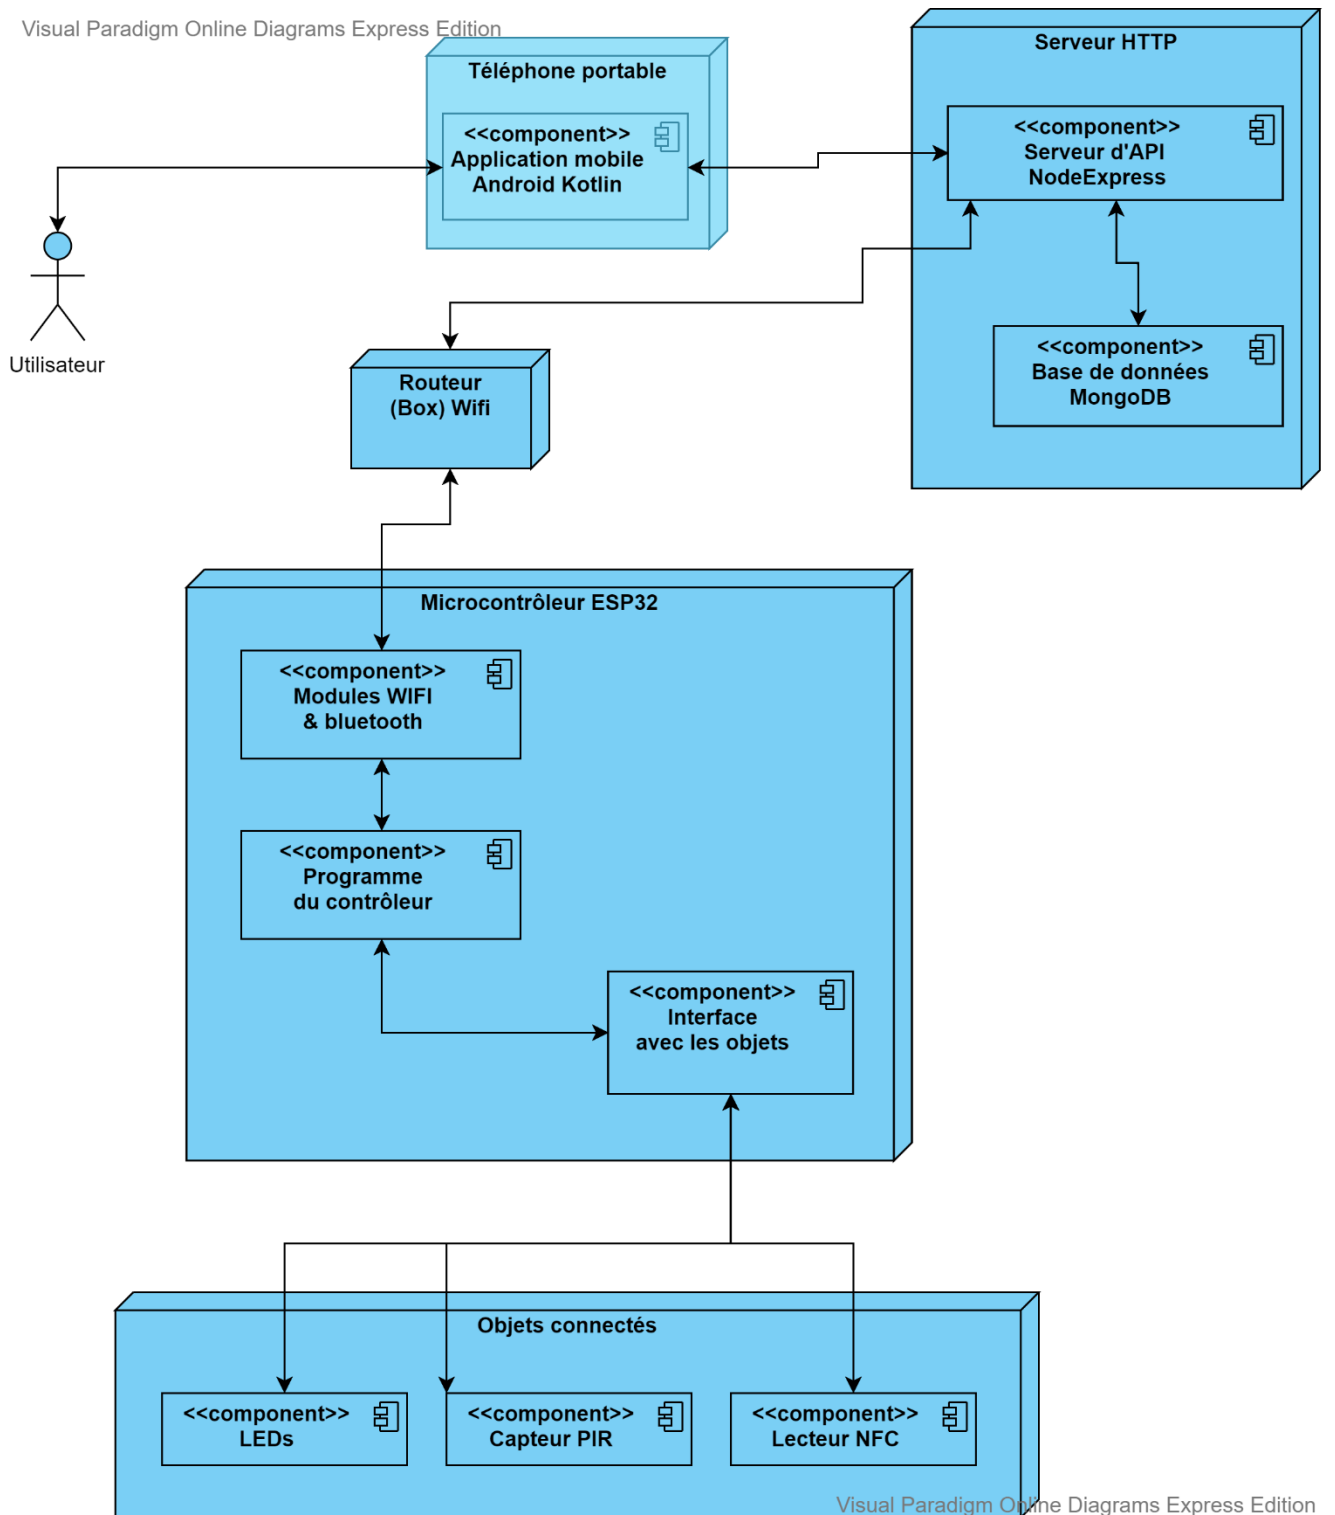 Visual Paradigm Online Diagrams Express Edition
Téléphone portable
<<component>>
Application mobile
Android Kotlin
Serveur HTTP
<<component>>
Serveur d'API
NodeExpress
<<component>>
Base de données
MongoDB
Utilisateur
Routeur
(Box) Wifi
Microcontrôleur ESP32
<<component>>
Modules WIFI
& bluetooth
<<component>>
Programme
du contrôleur
<<component>>
Interface
avec les objets
Objets connectés
<<component>>
LEDs
<<component>>
Capteur PIR
<<component>>
Lecteur NFC
Visual Paradigm Online Diagrams Express Edition